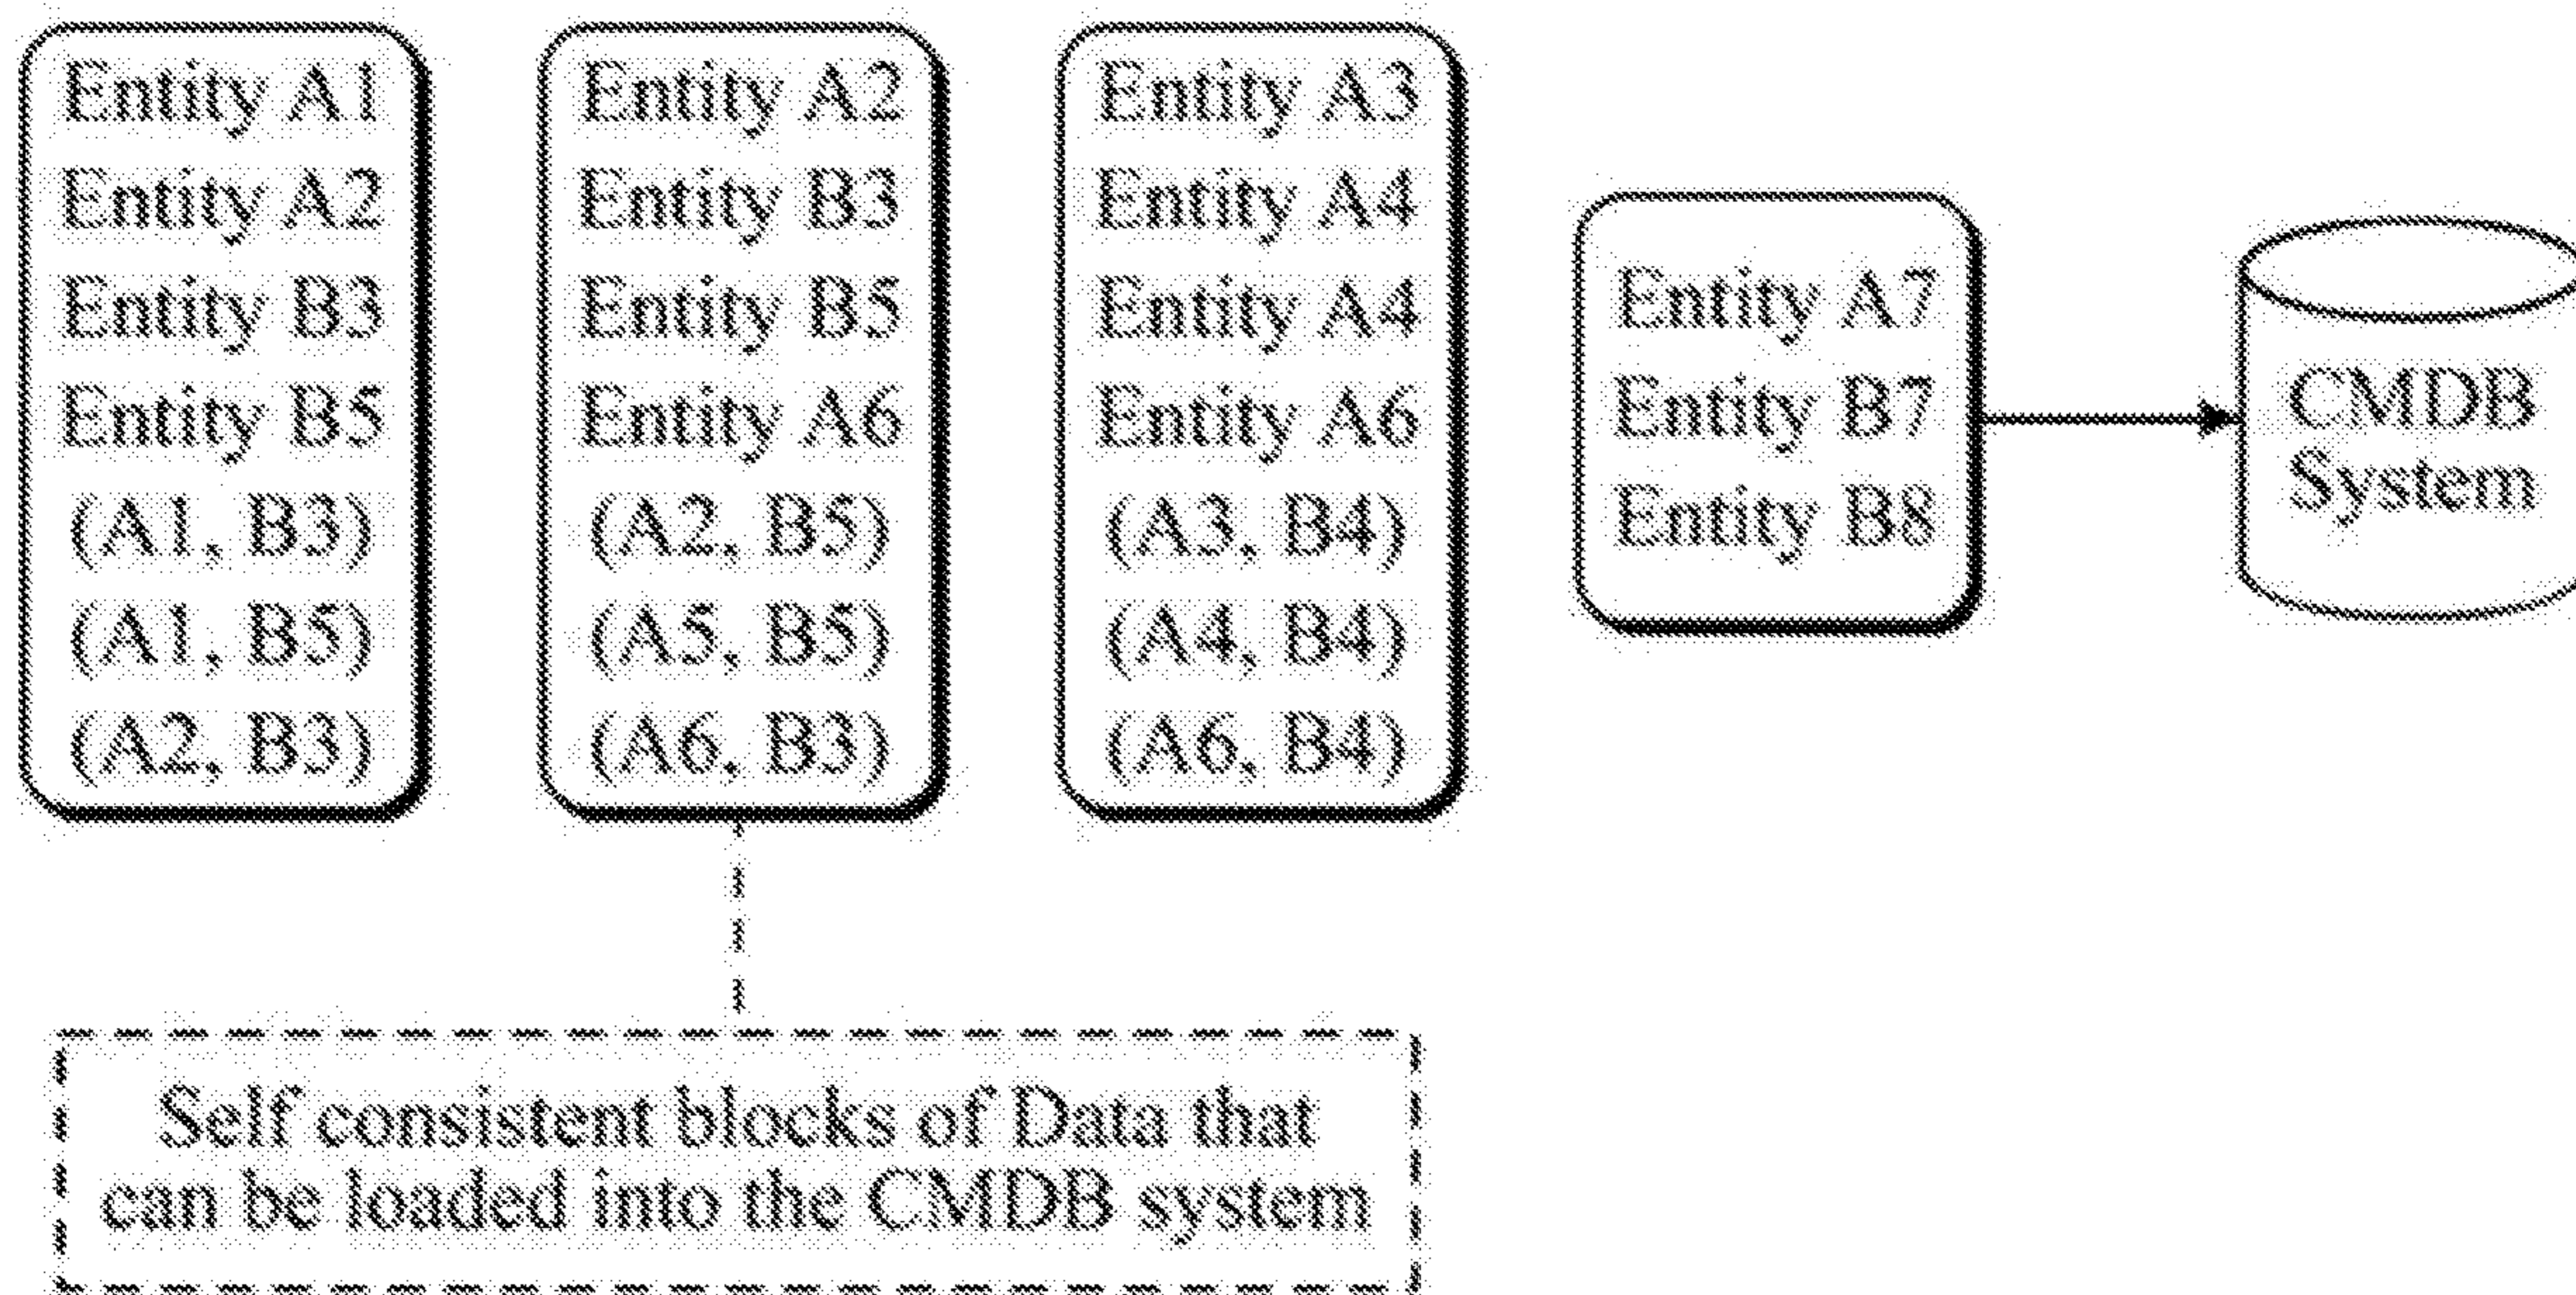 Entity A1
Entity A2
Entity B3
Entity B5
(A1, B3)
(A1, B5)
(A2, B3)
Entity A2
Entity B3
Entity B5
Entity A6
(A2, B5)
(A5, B5)
(A6, B3)
Entity A3
Entity A4
Entity A4
Entity A6
(A3, B4)
(A4, B4)
(A6, B4)
Entity A7
Entity B7
Entity B8
CMDB
System
Self consistent blocks of Data that
can be loaded into the CMDB system